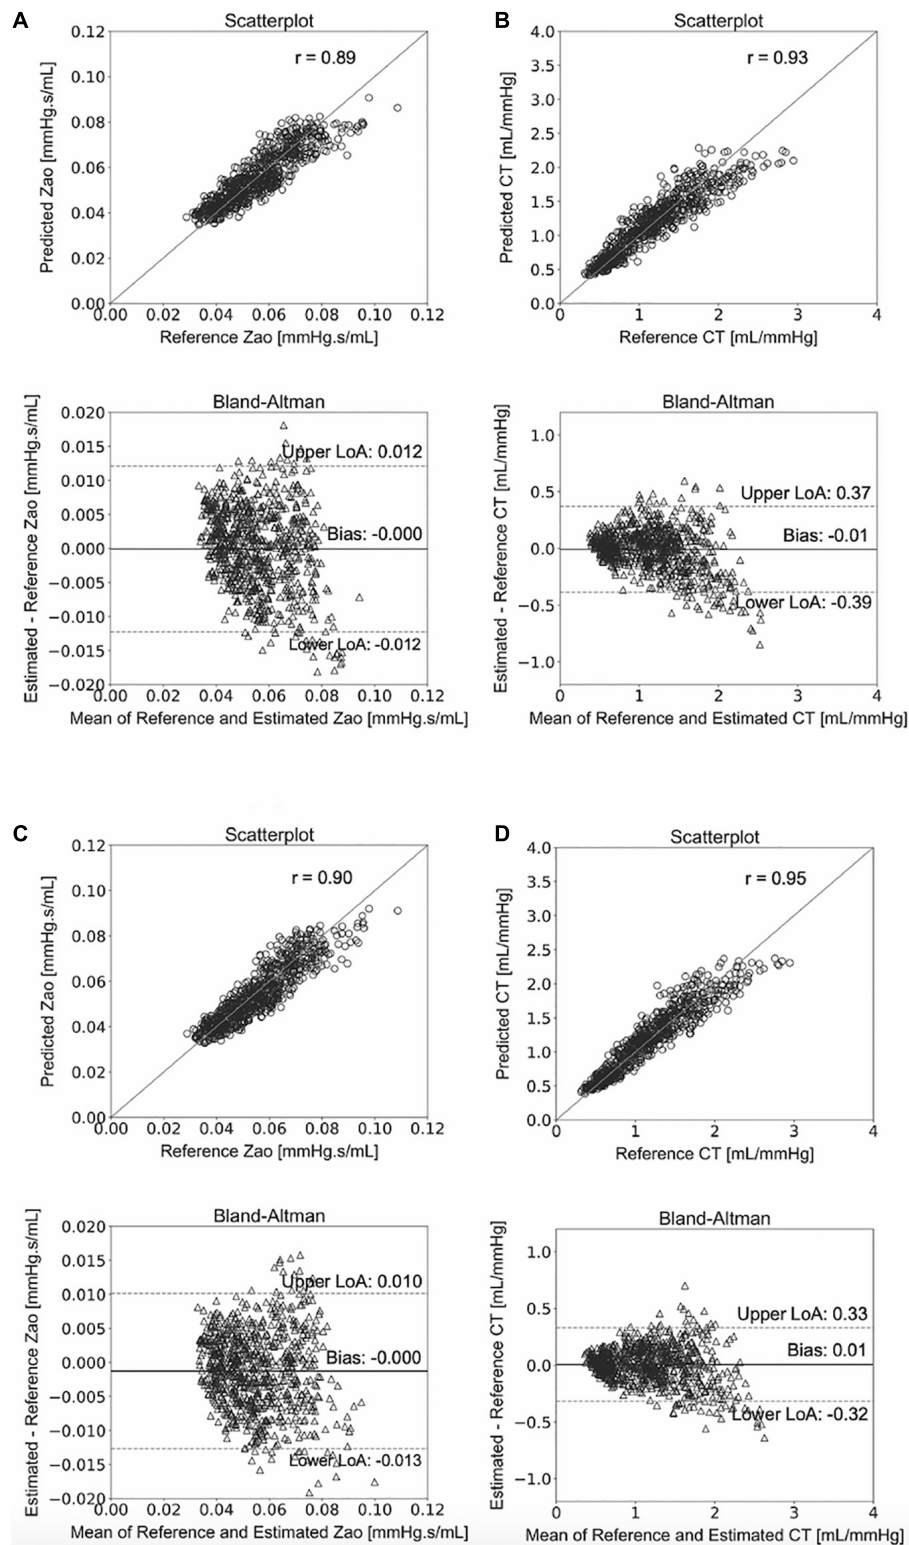 A
Scatterplot
r = 0.89
Predicted Zao [mmHg.s/mL]
0.12
0.10
0.08
0.06
0.04
0.02
0.00
0.00 0.02 0.04 0.06 0.08 0.10 0.12
Reference Zao [mmHg.s/mL]
Bland-Altman
Estimated - Reference Zao [mmHg.s/mL]
0.020
0.015
0.010
0.005
0.000
−0.005
−0.010
−0.015
−0.020
Upper LoA: 0.012
Bias: -0.000
Lower LoA: -0.012
0.00 0.02 0.04 0.06 0.08 0.10 0.12
Mean of Reference and Estimated Zao [mmHg.s/mL]
B
Scatterplot
r = 0.93
Predicted CT [mL/mmHg]
4.0
3.5
3.0
2.5
2.0
1.5
1.0
0.5
0.0
0 1 2 3 4
Reference CT [mL/mmHg]
Bland-Altman
Estimated - Reference CT [mL/mmHg]
1.0
0.5
0.0
−0.5
−1.0
Upper LoA: 0.37
Bias: -0.01
Lower LoA: -0.39
0 1 2 3 4
Mean of Reference and Estimated CT [mL/mmHg]
C
Scatterplot
r = 0.90
Predicted Zao [mmHg.s/mL]
0.12
0.10
0.08
0.06
0.04
0.02
0.00
0.00 0.02 0.04 0.06 0.08 0.10 0.12
Reference Zao [mmHg.s/mL]
Bland-Altman
Estimated - Reference Zao [mmHg.s/mL]
0.020
0.015
0.010
0.005
0.000
−0.005
−0.010
−0.015
−0.020
Upper LoA: 0.010
Bias: -0.000
Lower LoA: -0.013
0.00 0.02 0.04 0.06 0.08 0.10 0.12
Mean of Reference and Estimated Zao [mmHg.s/mL]
D
Scatterplot
r = 0.95
Predicted CT [mL/mmHg]
4.0
3.5
3.0
2.5
2.0
1.5
1.0
0.5
0.0
0 1 2 3 4
Reference CT [mL/mmHg]
Bland-Altman
Estimated - Reference CT [mL/mmHg]
1.0
0.5
0.0
−0.5
−1.0
Upper LoA: 0.33
Bias: 0.01
Lower LoA: -0.32
0 1 2 3 4
Mean of Reference and Estimated CT [mL/mmHg]